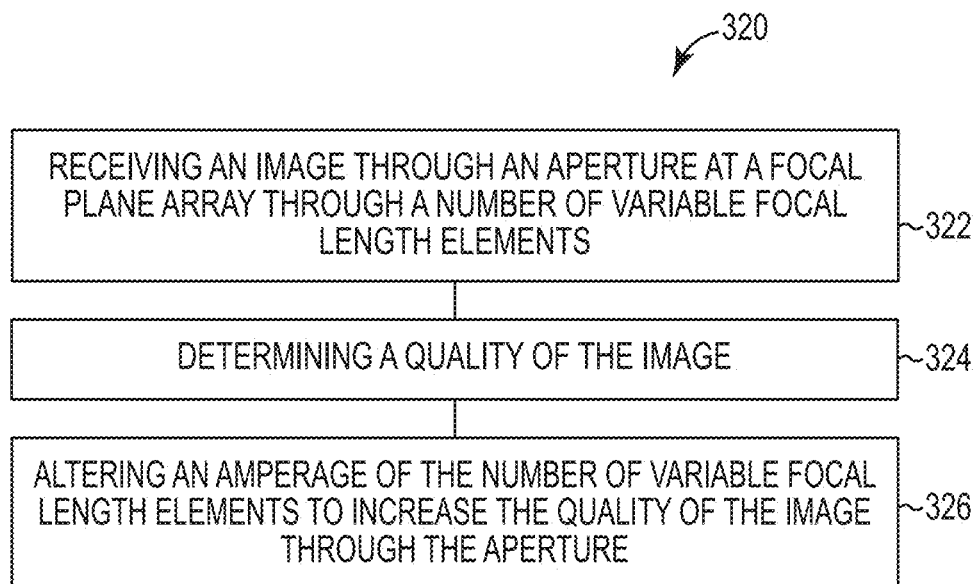 320
RECEIVING AN IMAGE THROUGH AN APERTURE AT A FOCAL
PLANE ARRAY THROUGH A NUMBER OF VARIABLE FOCAL
LENGTH ELEMENTS
322
DETERMINING A QUALITY OF THE IMAGE
324
ALTERING AN AMPERAGE OF THE NUMBER OF VARIABLE FOCAL
LENGTH ELEMENTS TO INCREASE THE QUALITY OF THE IMAGE
THROUGH THE APERTURE
326